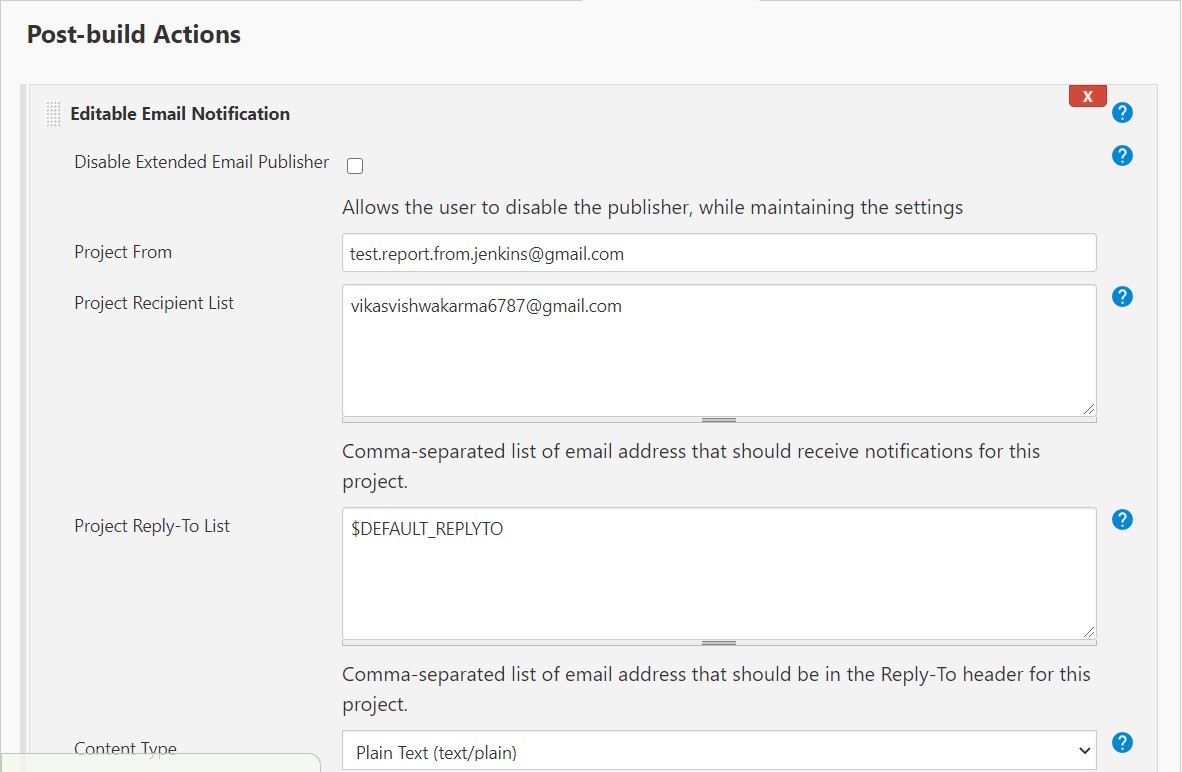 Post-build Actions
X
Editable Email Notification
?
Disable Extended Email Publisher
?
Allows the user to disable the publisher, while maintaining the settings
Project From
test.report.from.jenkins@gmail.com
Project Recipient List
vikasvishwakarma6787@gmail.com
?
Comma-separated list of email address that should receive notifications for this
project.
Project Reply-To List
$DEFAULT_REPLYTO
?
Comma-separated list of email address that should be in the Reply-To header for this
project.
Content Type
Plain Text (text/plain)
?